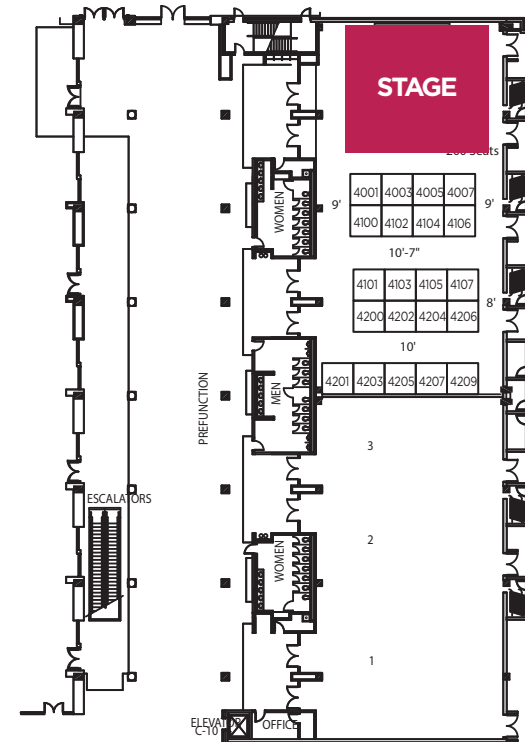 STAGE
200 Seats
4001 4003 4005 4007
9' 9'
4100 4102 4104 4106
WOMEN
10'-7"
4101 4103 4105 4107
8'
4200 4202 4204 4206
10'
4201 4203 4205 4207 4209
MEN
PREFUNCTION
3
ESCALATORS
2
WOMEN
1
ELEVATOR
C-10
OFFICE